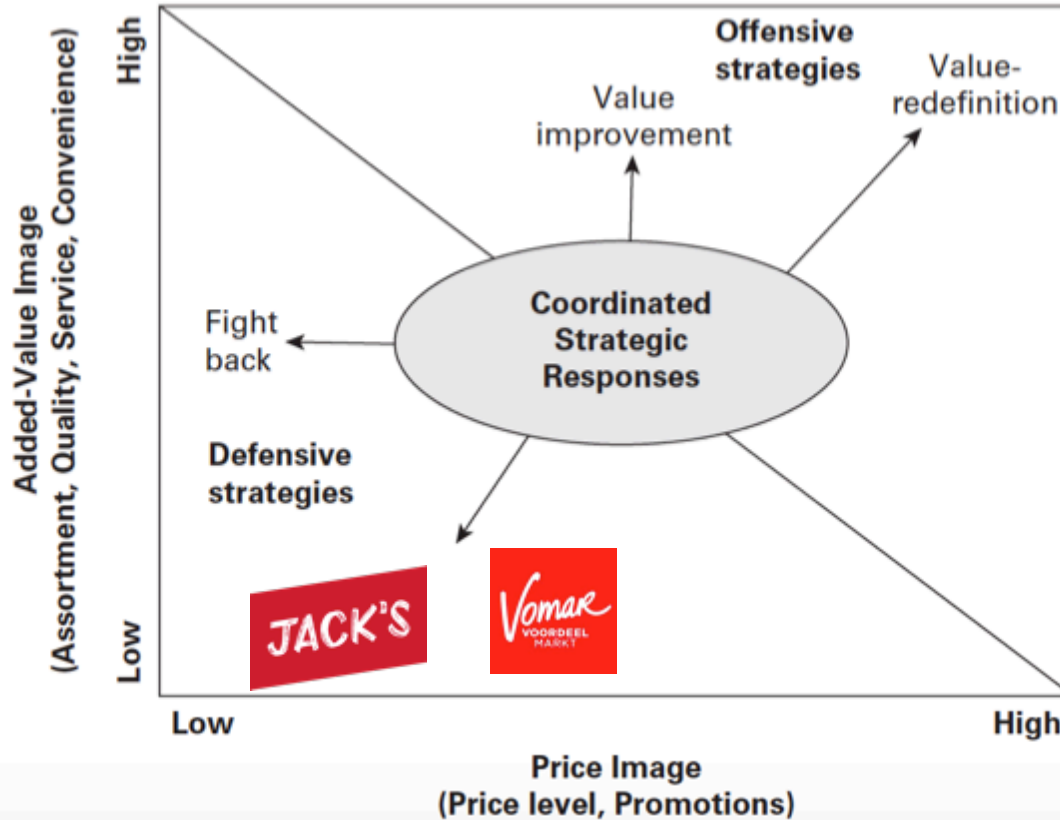 High
Low
Added-Value Image
(Assortment, Quality, Service, Convenience)
Offensive
strategies
Value-
redefinition
Value
improvement
Coordinated
Strategic
Responses
Fight
back
Defensive
strategies
JACK'S
Vomar
VOORDEEL
MARKT
Low
High
Price Image
(Price level, Promotions)